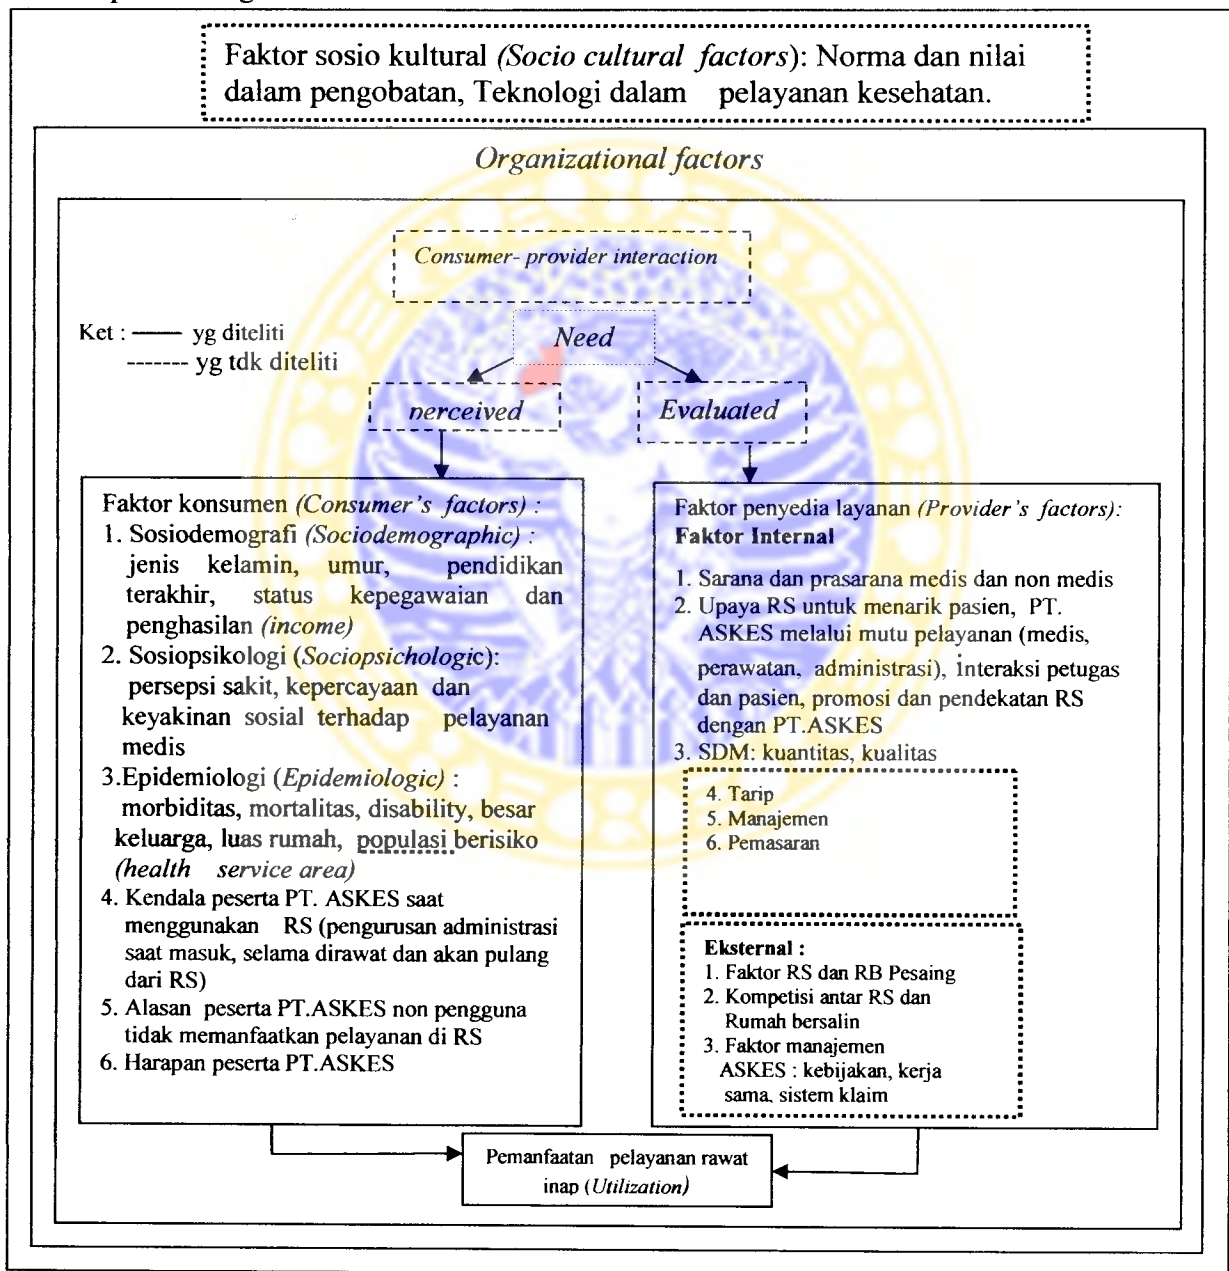 Faktor sosio kultural (Socio cultural factors): Norma dan nilai
dalam pengobatan, Teknologi dalam pelayanan kesehatan.
Organizational factors
Consumer- provider interaction
Ket : —— yg diteliti
------- yg tdk diteliti
Need
nerceived
Evaluated
Faktor konsumen (Consumer's factors) :
1. Sosiodemografi (Sociodemographic) :
jenis kelamin, umur, pendidikan
terakhir, status kepegawaian dan
penghasilan (income)
2. Sosiopsikologi (Sociopsichologic):
persepsi sakit, kepercayaan dan
keyakinan sosial terhadap pelayanan
medis
3.Epidemiologi (Epidemiologic) :
morbiditas, mortalitas, disability, besar
keluarga, luas rumah, populasi berisiko
(health service area)
4. Kendala peserta PT. ASKES saat
menggunakan RS (pengurusan administrasi
saat masuk, selama dirawat dan akan pulang
dari RS)
5. Alasan peserta PT.ASKES non pengguna
tidak memanfaatkan pelayanan di RS
6. Harapan peserta PT.ASKES
Faktor penyedia layanan (Provider's factors):
Faktor Internal
1. Sarana dan prasarana medis dan non medis
2. Upaya RS untuk menarik pasien, PT.
ASKES melalui mutu pelayanan (medis,
perawatan, administrasi), interaksi petugas
dan pasien, promosi dan pendekatan RS
dengan PT.ASKES
3. SDM: kuantitas, kualitas
4. Tarip
5. Manajemen
6. Pemasaran
Eksternal :
1. Faktor RS dan RB Pesaing
2. Kompetisi antar RS dan
Rumah bersalin
3. Faktor manajemen
ASKES : kebijakan, kerja
sama, sistem klaim
Pemanfaatan pelayanan rawat
inap (Utilization)